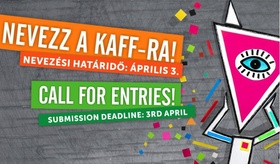 NEVEZZ A KAFF-RA!
NEVEZÉSI HATÁRIDŐ: ÁPRILIS 3.
CALL FOR ENTRIES!
SUBMISSION DEADLINE: 3RD APRIL